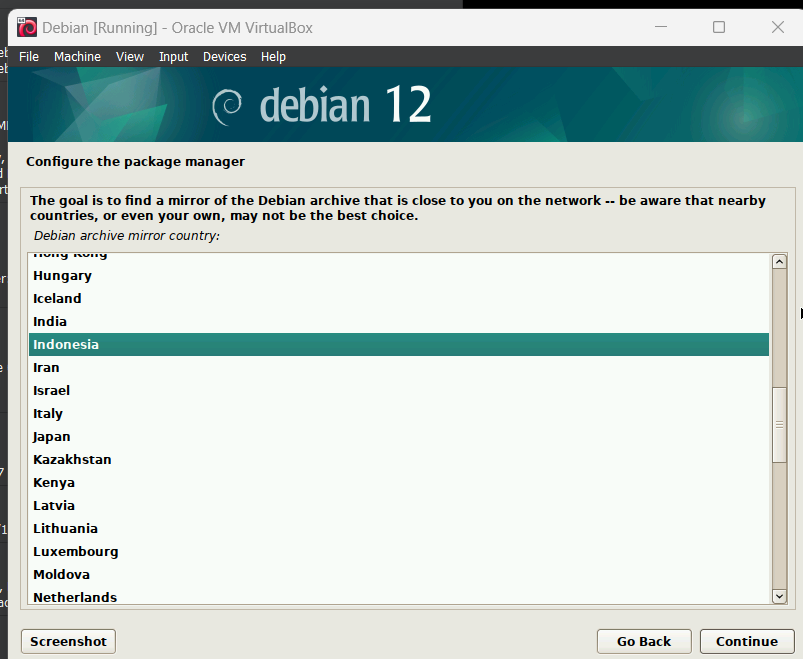 Debian [Running] - Oracle VM VirtualBox
File Machine View Input Devices Help
debian 12
Configure the package manager
The goal is to find a mirror of the Debian archive that is close to you on the network -- be aware that nearby
countries, or even your own, may not be the best choice.
Debian archive mirror country:
Hong Kong
Hungary
Iceland
India
Indonesia
Iran
Israel
Italy
Japan
Kazakhstan
Kenya
Latvia
Lithuania
Luxembourg
Moldova
Netherlands
Screenshot Go Back Continue